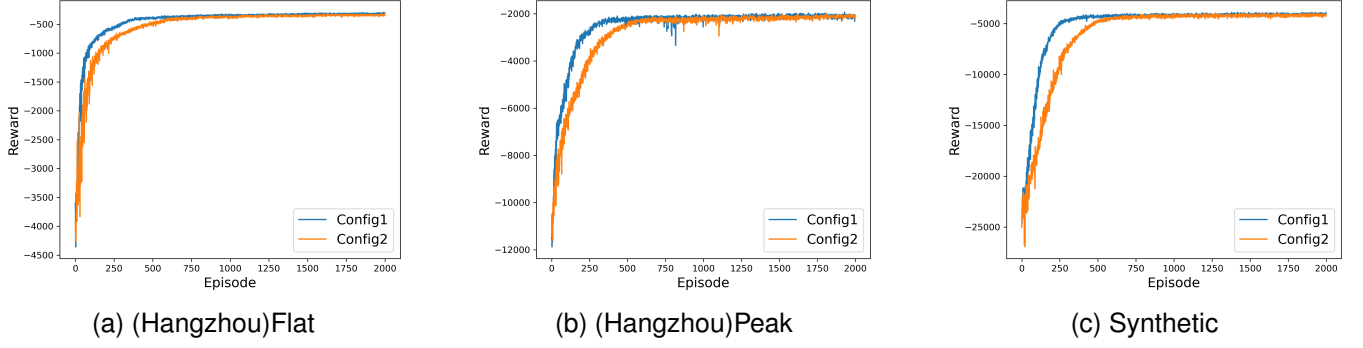 −500
−1000
−1500
−2000
−2500
−3000
−3500
−4000
−4500
Reward
0 250 500 750 1000 1250 1500 1750 2000
Episode
Config1
Config2
(a) (Hangzhou)Flat
−2000
−4000
−6000
−8000
−10000
−12000
Reward
0 250 500 750 1000 1250 1500 1750 2000
Episode
Config1
Config2
(b) (Hangzhou)Peak
−5000
−10000
−15000
−20000
−25000
Reward
0 250 500 750 1000 1250 1500 1750 2000
Episode
Config1
Config2
(c) Synthetic